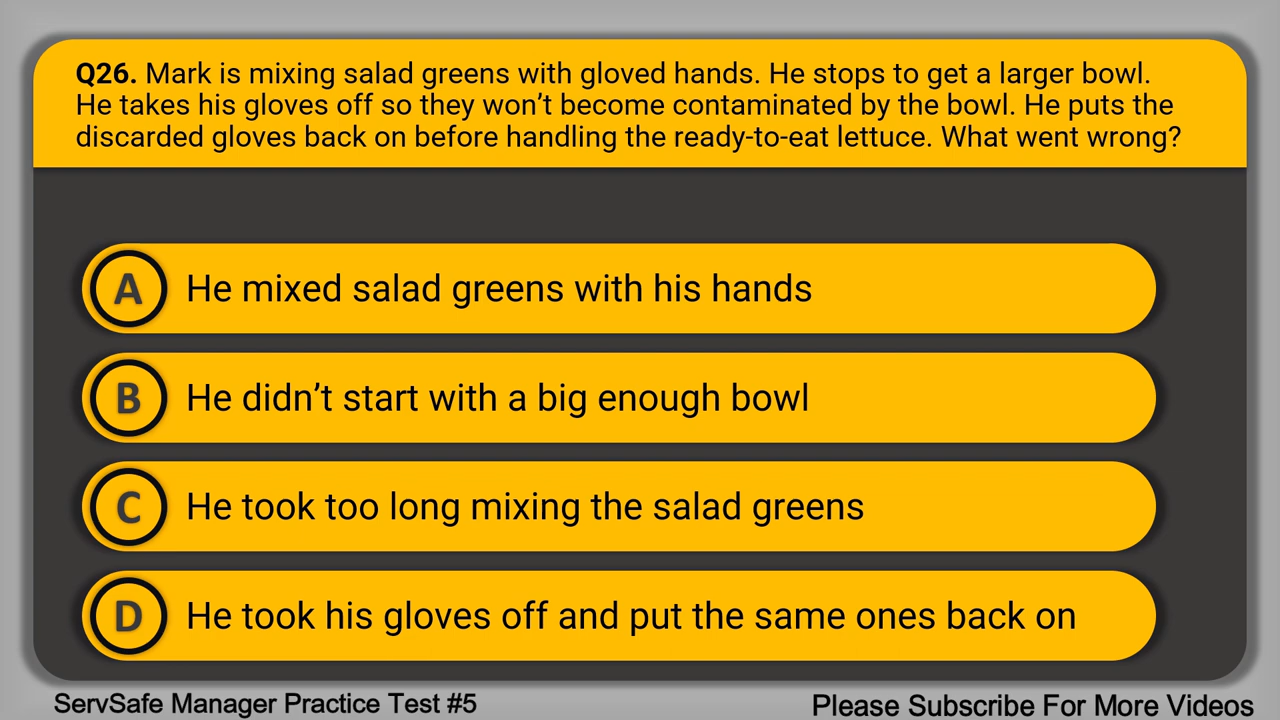 Q26. Mark is mixing salad greens with gloved hands. He stops to get a larger bowl.
He takes his gloves off so they won’t become contaminated by the bowl. He puts the
discarded gloves back on before handling the ready-to-eat lettuce. What went wrong?
A He mixed salad greens with his hands
B He didn’t start with a big enough bowl
C He took too long mixing the salad greens
D He took his gloves off and put the same ones back on
ServSafe Manager Practice Test #5
Please Subscribe For More Videos